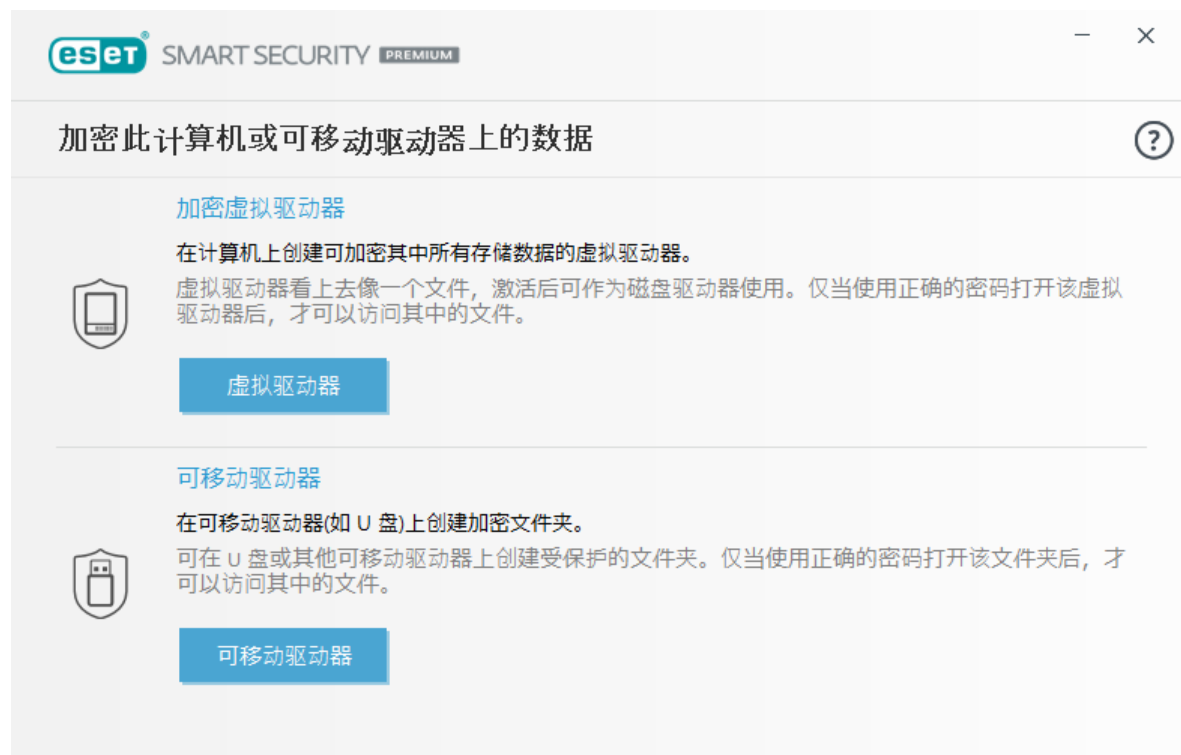 eset® SMART SECURITY PREMIUM
加密此计算机或可移动驱动器上的数据
?
加密虚拟驱动器
在计算机上创建可加密其中所有存储数据的虚拟驱动器。
虚拟驱动器看上去像一个文件，激活后可作为磁盘驱动器使用。仅当使用正确的密码打开该虚拟
驱动器后，才可以访问其中的文件。
虚拟驱动器
可移动驱动器
在可移动驱动器(如 U 盘)上创建加密文件夹。
可在 U 盘或其他可移动驱动器上创建受保护的文件夹。仅当使用正确的密码打开该文件夹后，才
可以访问其中的文件。
可移动驱动器